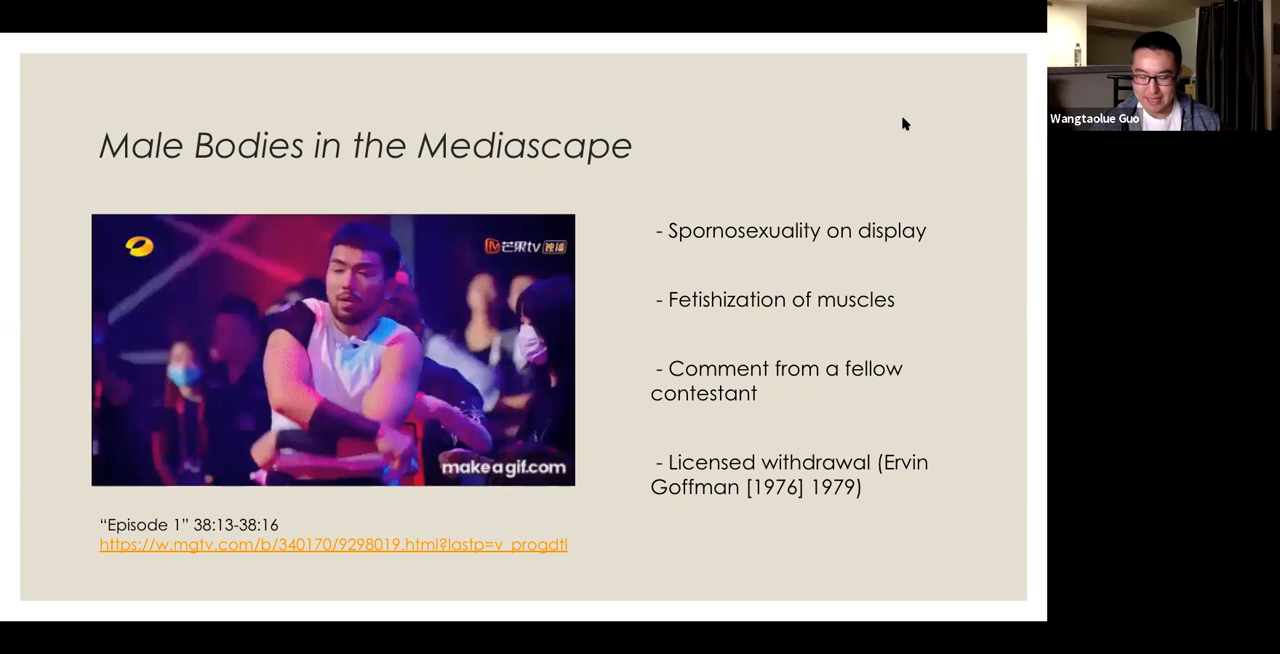 Wangtaolue Guo
Male Bodies in the Mediascape
芒果tv 独播
makeagif.com
- Spornosexuality on display
- Fetishization of muscles
- Comment from a fellow
contestant
- Licensed withdrawal (Ervin
Goffman [1976] 1979)
“Episode 1” 38:13-38:16
https://w.mgtv.com/b/340170/9298019.html?lastp=v_progdtl